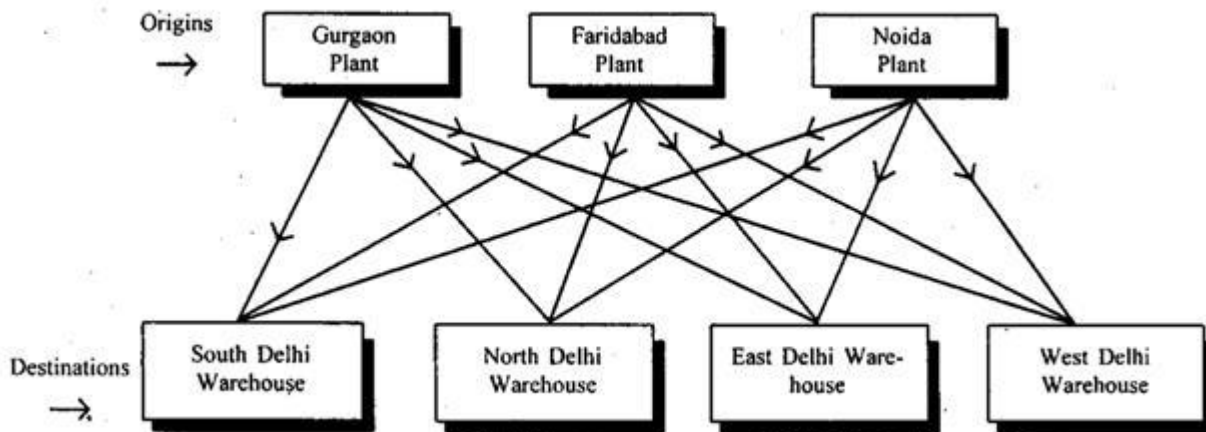 Origins
Gurgaon
Plant
Faridabad
Plant
Noida
Plant
Destinations
South Delhi
Warehouse
North Delhi
Warehouse
East Delhi Ware-
house
West Delhi
Warehouse